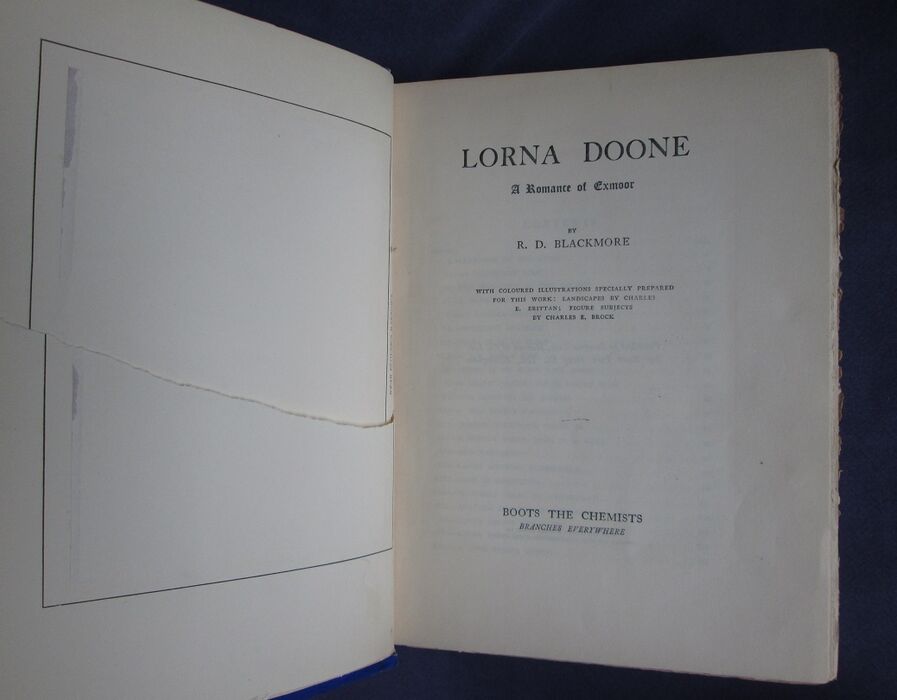 LORNA DOONE
A Romance of Exmoor
BY
R. D. BLACKMORE
WITH COLOURED ILLUSTRATIONS SPECIALLY PREPARED
FOR THIS WORK: LANDSCAPES BY CHARLES
E. BRITTAN; FIGURE SUBJECTS
BY CHARLES E. BROCK
BOOTS THE CHEMISTS
BRANCHES EVERYWHERE